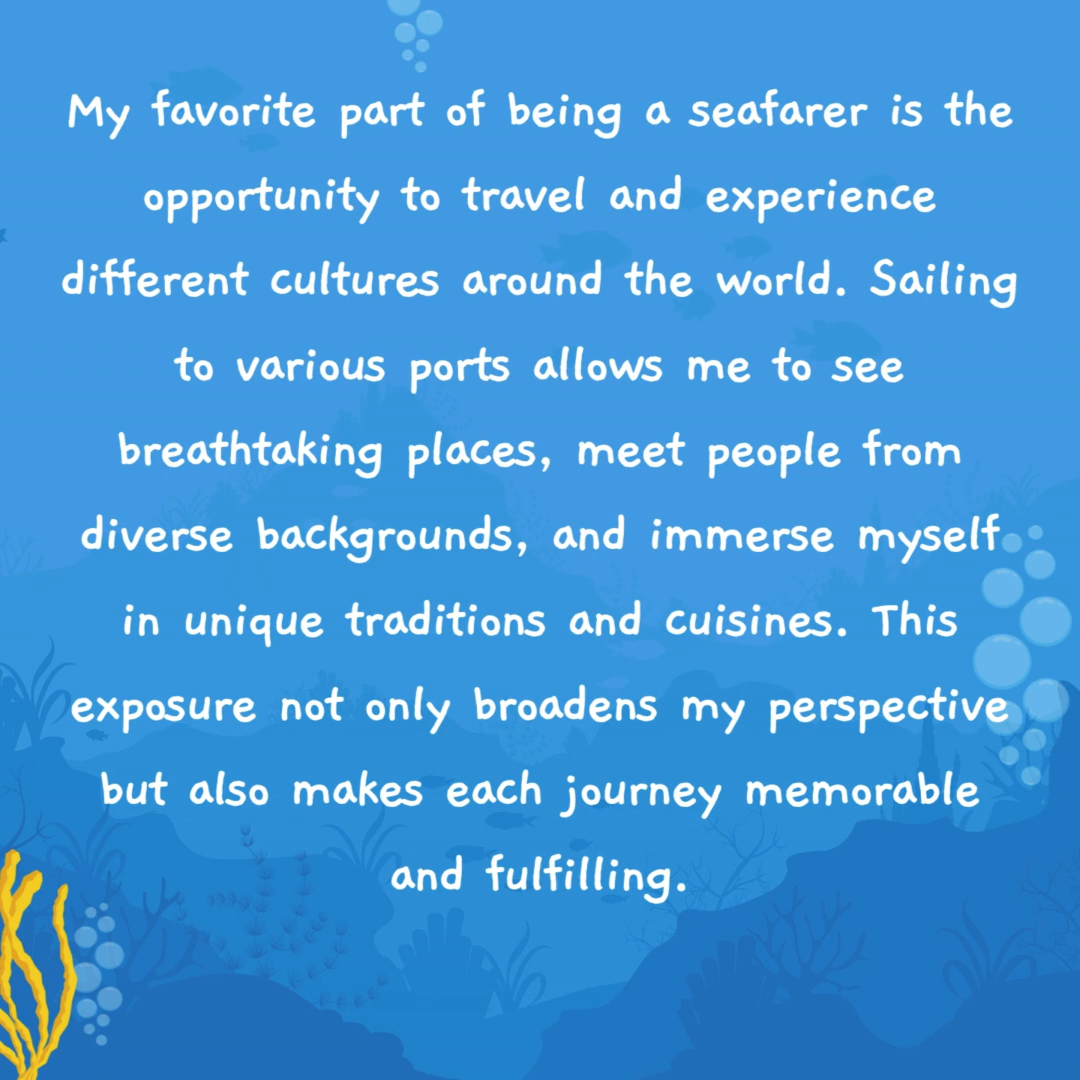 My favorite part of being a seafarer is the
opportunity to travel and experience
different cultures around the world. Sailing
to various ports allows me to see
breathtaking places, meet people from
diverse backgrounds, and immerse myself
in unique traditions and cuisines. This
exposure not only broadens my perspective
but also makes each journey memorable
and fulfilling.